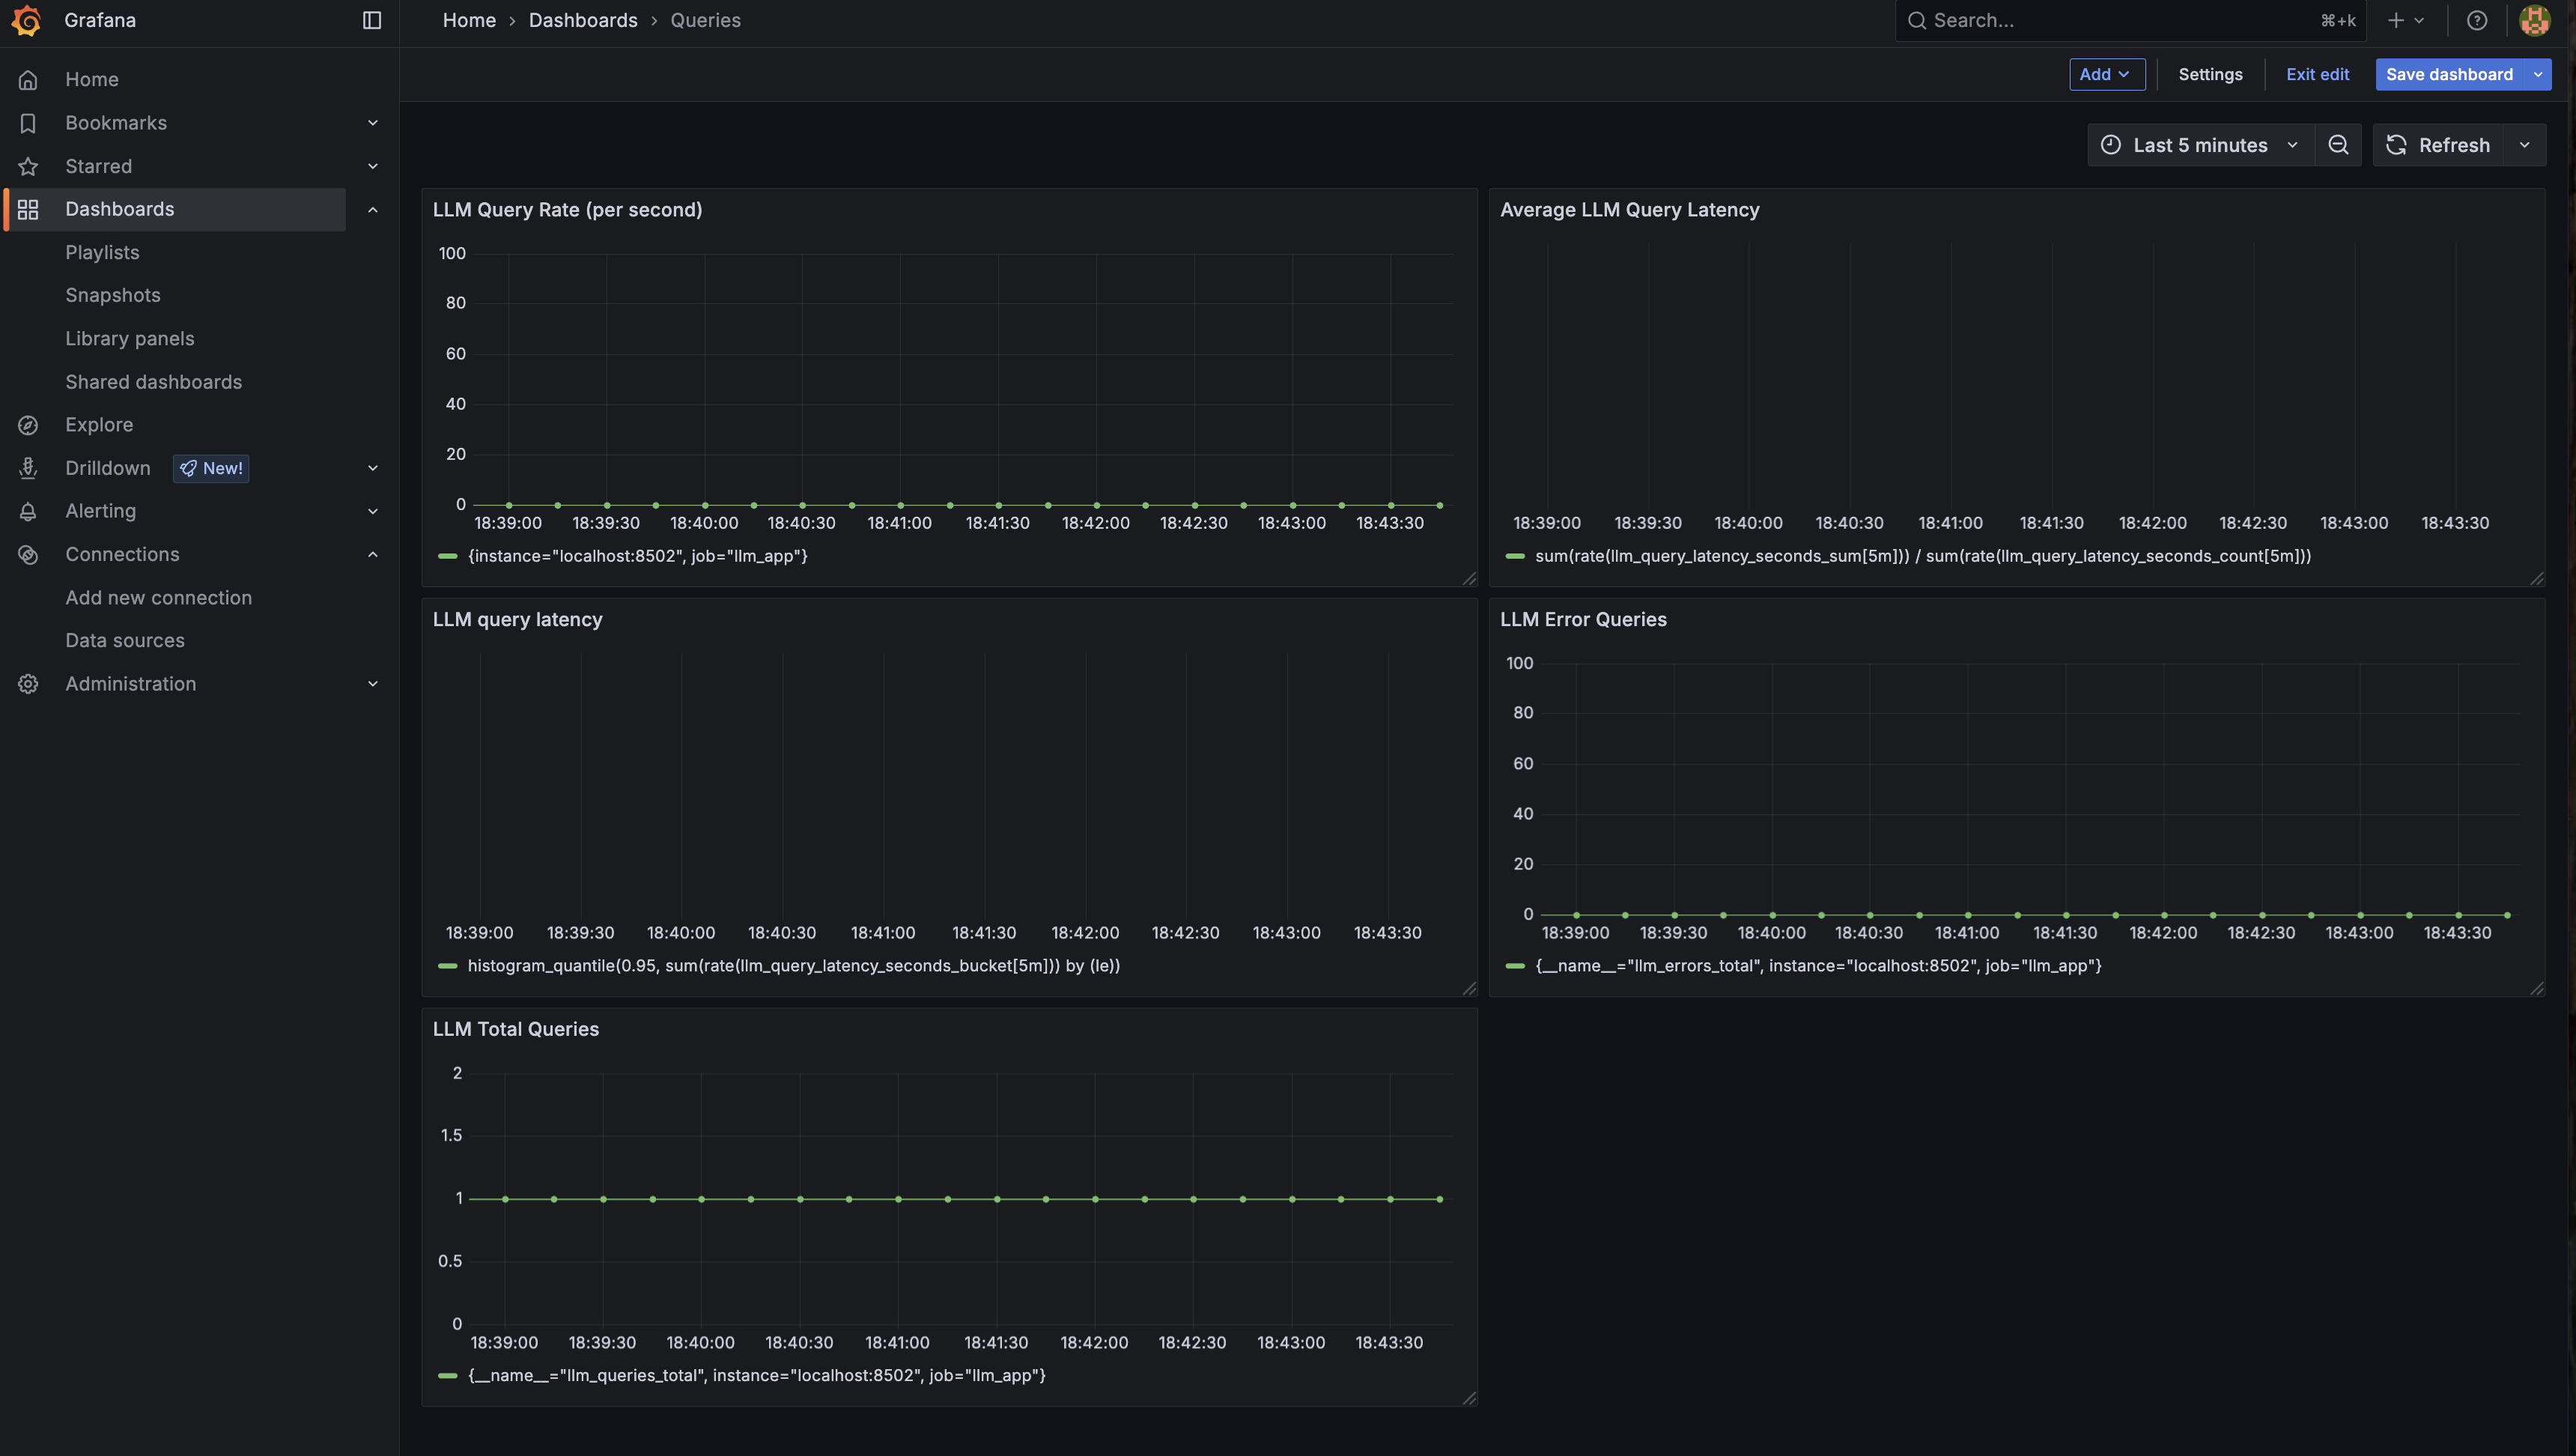 Grafana
Home › Dashboards › Queries
Search...
⌘+k
Add
Settings
Exit edit
Save dashboard
Last 5 minutes
Refresh
Home
Bookmarks
Starred
Dashboards
Playlists
Snapshots
Library panels
Shared dashboards
Explore
Drilldown New!
Alerting
Connections
Add new connection
Data sources
Administration
LLM Query Rate (per second)
100
80
60
40
20
0
18:39:00 18:39:30 18:40:00 18:40:30 18:41:00 18:41:30 18:42:00 18:42:30 18:43:00 18:43:30
{instance="localhost:8502", job="llm_app"}
Average LLM Query Latency
18:39:00 18:39:30 18:40:00 18:40:30 18:41:00 18:41:30 18:42:00 18:42:30 18:43:00 18:43:30
sum(rate(llm_query_latency_seconds_sum[5m])) / sum(rate(llm_query_latency_seconds_count[5m]))
LLM query latency
18:39:00 18:39:30 18:40:00 18:40:30 18:41:00 18:41:30 18:42:00 18:42:30 18:43:00 18:43:30
histogram_quantile(0.95, sum(rate(llm_query_latency_seconds_bucket[5m])) by (le))
LLM Error Queries
100
80
60
40
20
0
18:39:00 18:39:30 18:40:00 18:40:30 18:41:00 18:41:30 18:42:00 18:42:30 18:43:00 18:43:30
{__name__="llm_errors_total", instance="localhost:8502", job="llm_app"}
LLM Total Queries
2
1.5
1
0.5
0
18:39:00 18:39:30 18:40:00 18:40:30 18:41:00 18:41:30 18:42:00 18:42:30 18:43:00 18:43:30
{__name__="llm_queries_total", instance="localhost:8502", job="llm_app"}